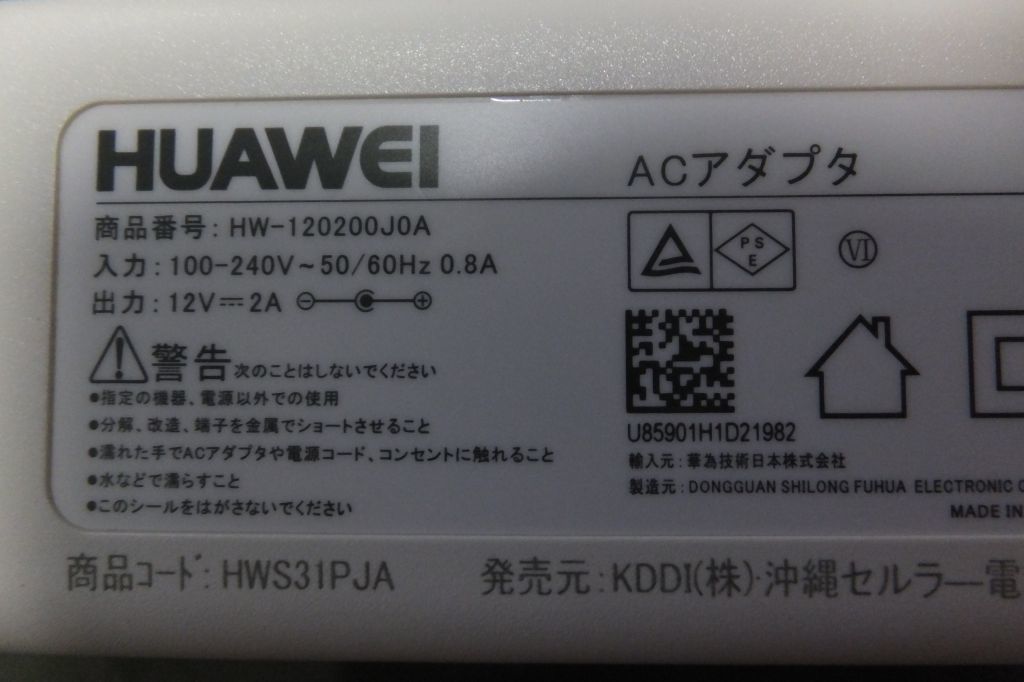 HUAWEI
ACアダプタ
商品番号: HW-120200J0A
入力: 100-240V~50/60Hz 0.8A
出力: 12V⎓2A
PSE
Ⅵ
警告 次のことはしないでください
●指定の機器、電源以外での使用
●分解、改造、端子を金属でショートさせること
●濡れた手でACアダプタや電源コード、コンセントに触れること
●水などで濡らすこと
●このシールをはがさないでください
U85901H1D21982
輸入元: 華為技術日本株式会社
製造元: DONGGUAN SHILONG FUHUA ELECTRONIC
MADE IN
商品コード: HWS31PJA
発売元: KDDI(株)・沖縄セルラー電